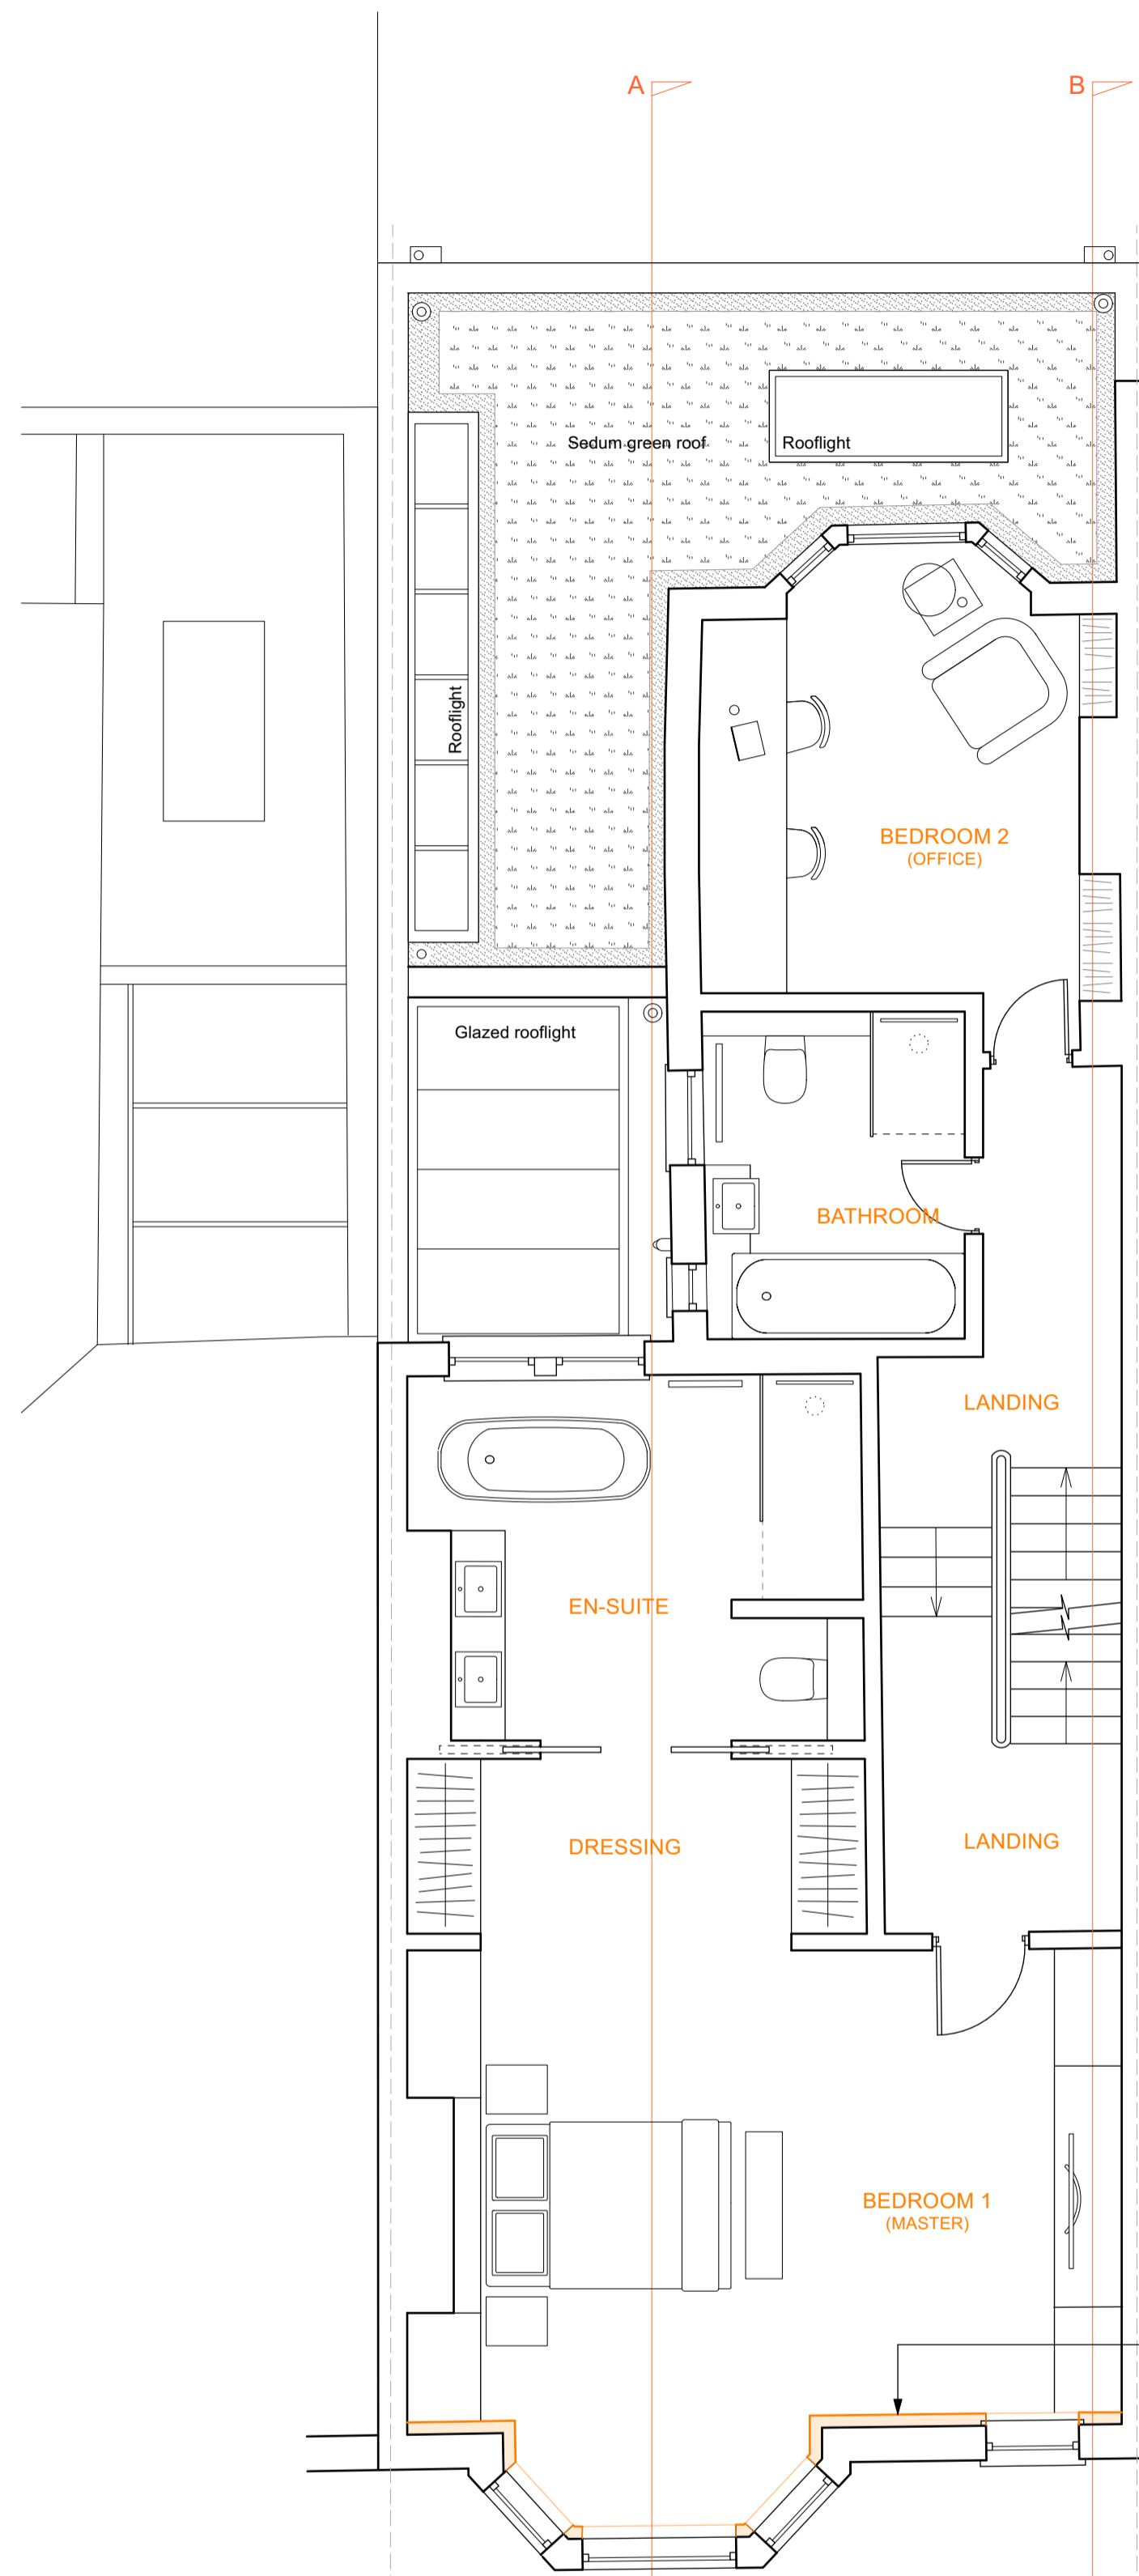 A
B
Sedum green roof
Rooflight
Rooflight
BEDROOM 2
(OFFICE)
Glazed rooflight
BATHROOM
LANDING
EN-SUITE
DRESSING
LANDING
BEDROOM 1
(MASTER)